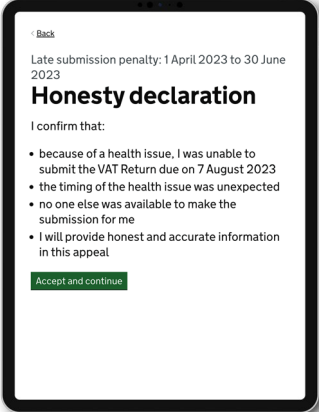 Back
Late submission penalty: 1 April 2023 to 30 June
2023
Honesty declaration
I confirm that:
• because of a health issue, I was unable to
submit the VAT Return due on 7 August 2023
• the timing of the health issue was unexpected
• no one else was available to make the
submission for me
• I will provide honest and accurate information
in this appeal
Accept and continue